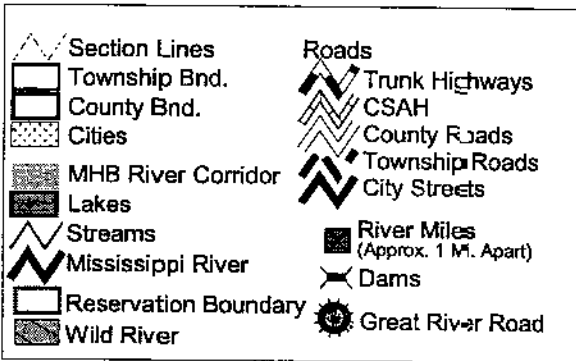 Section Lines
Township Bnd.
County Bnd.
Cities
MHB River Corridor
Lakes
Streams
Mississippi River
Reservation Boundary
Wild River
Roads
Trunk Highways
CSAH
County Roads
Township Roads
City Streets
River Miles
(Approx. 1 Mi. Apart)
Dams
Great River Road